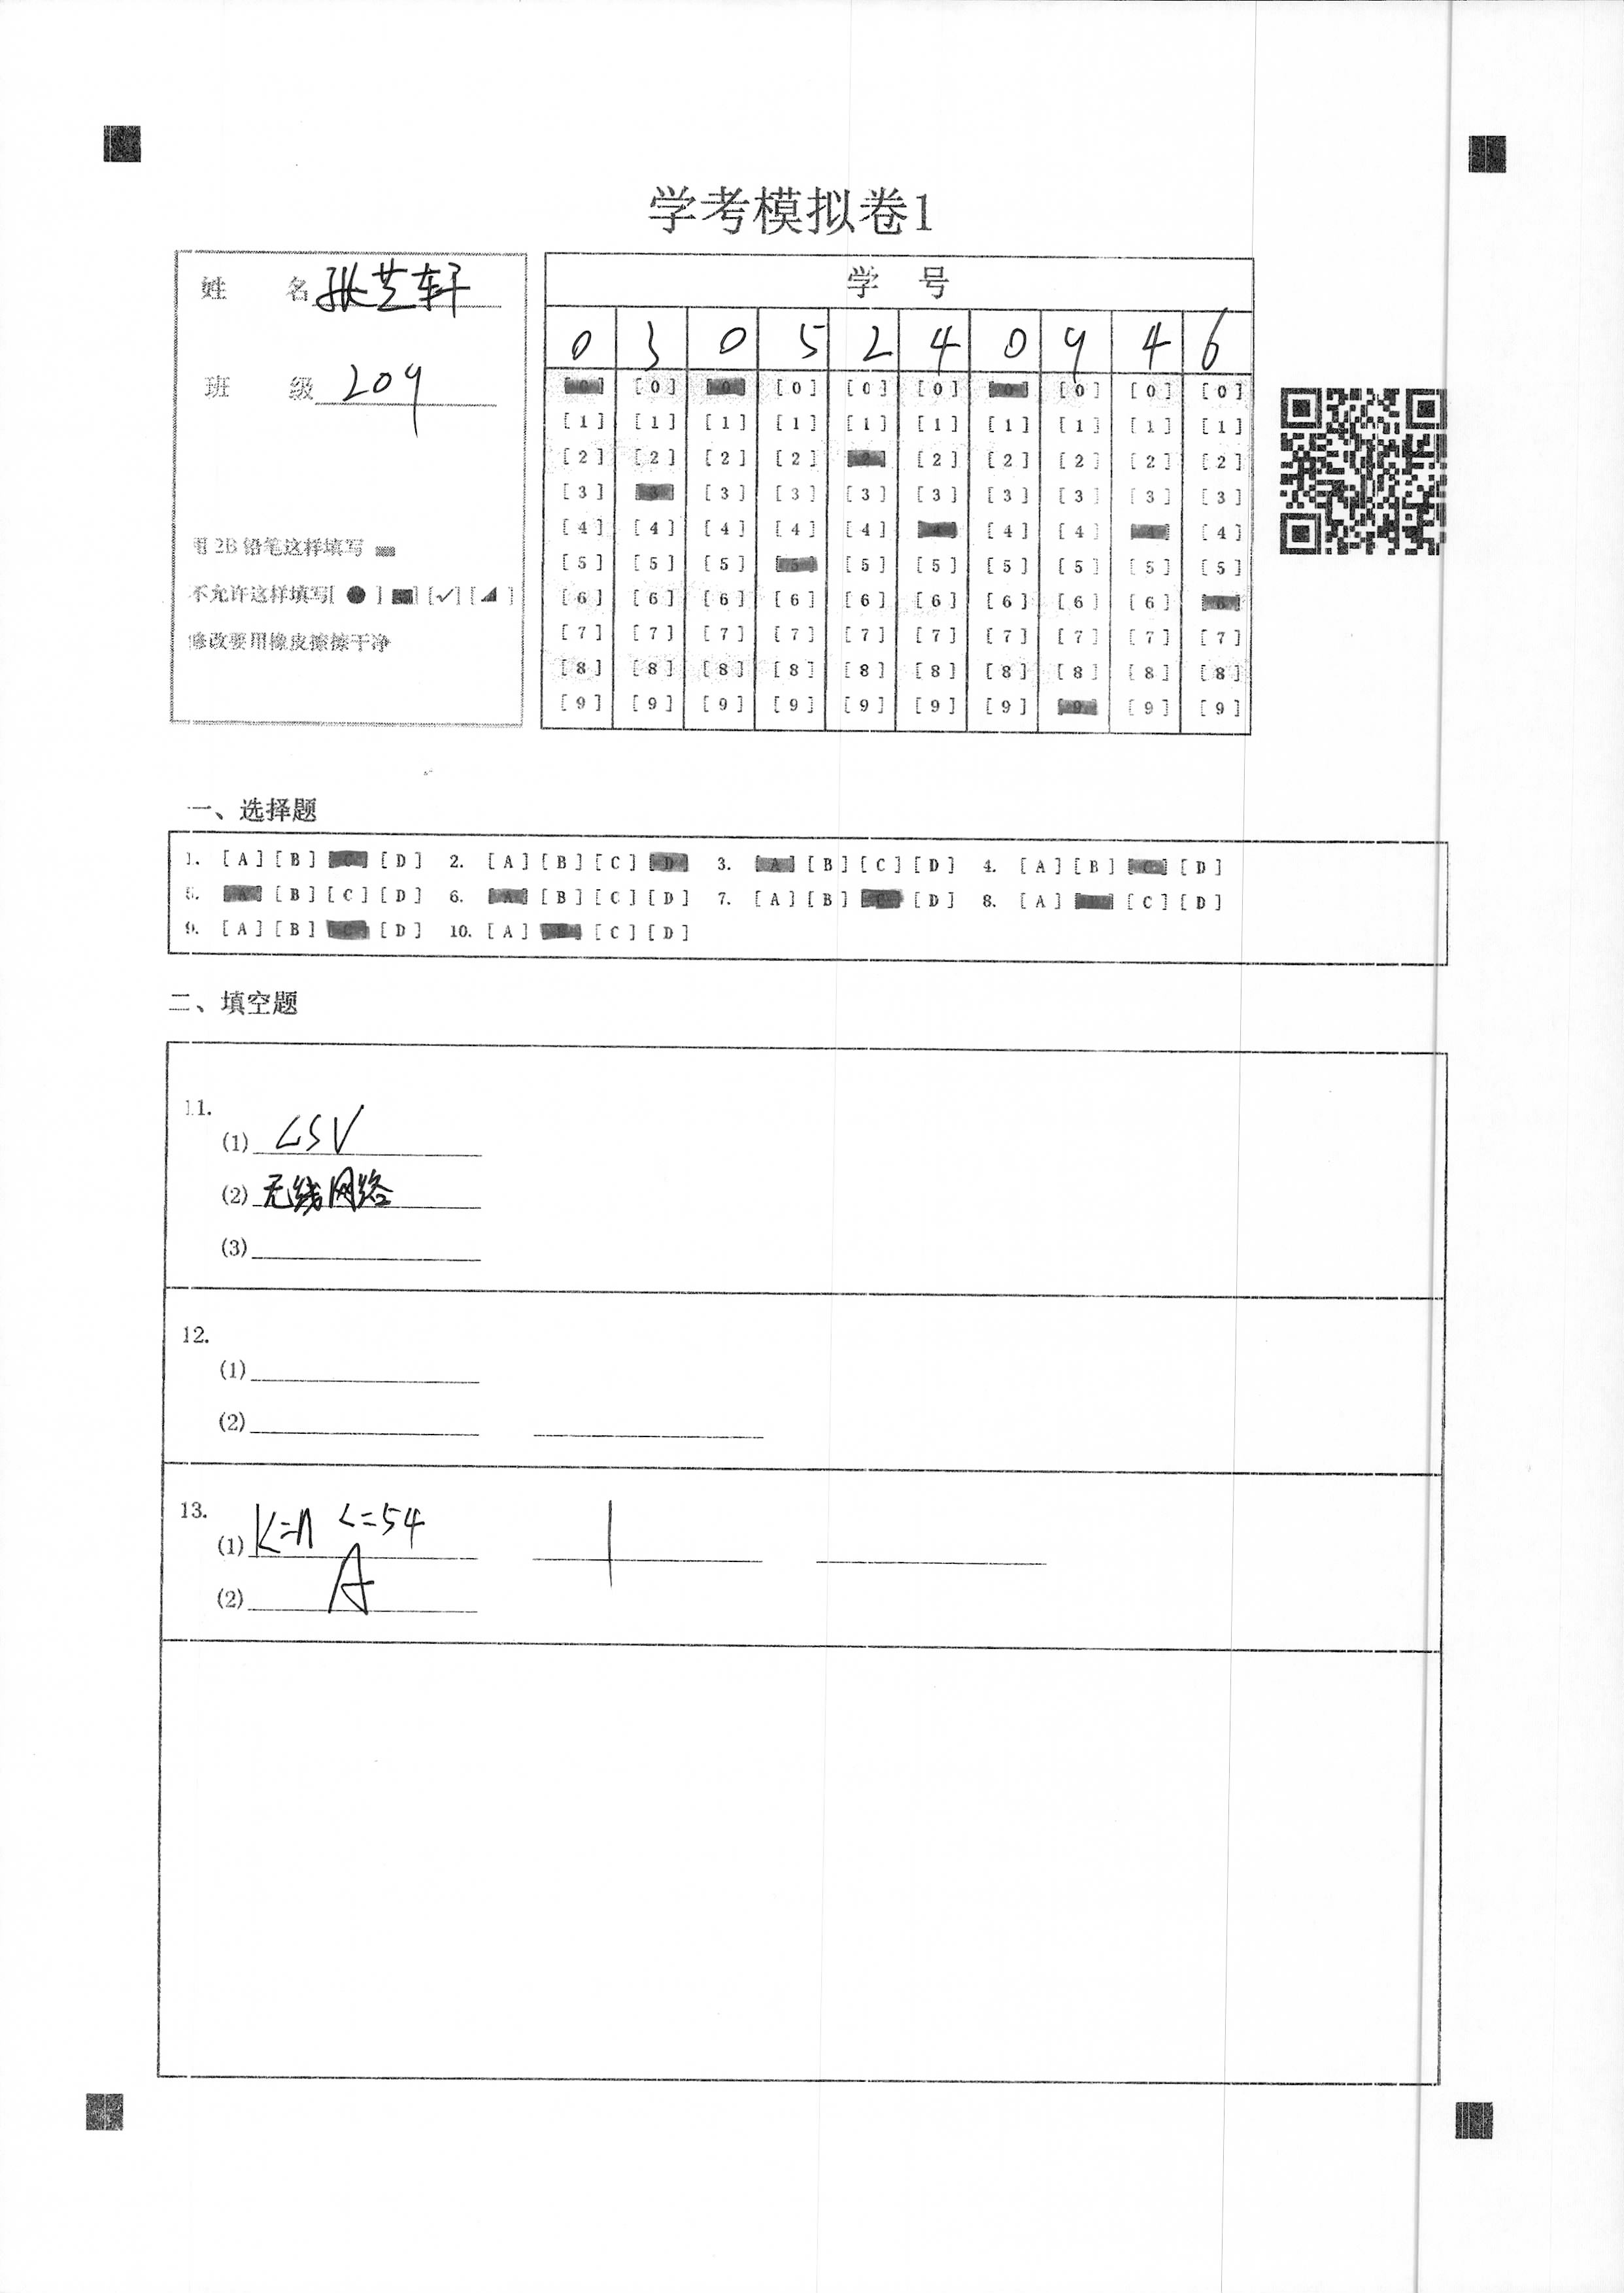 学考模拟卷1
姓 名 张芝轩
班 级 209
用 2B 铅笔这样填写
不允许这样填写[ ● ] [✓] [ ]
修改要用橡皮擦擦干净
学 号
0 3 0 5 2 4 0 9 4 6
[0] [0] [0] [0] [0] [0] [0] [0] [0] [0]
[1] [1] [1] [1] [1] [1] [1] [1] [1] [1]
[2] [2] [2] [2] [2] [2] [2] [2] [2] [2]
[3] [3] [3] [3] [3] [3] [3] [3] [3] [3]
[4] [4] [4] [4] [4] [4] [4] [4] [4] [4]
[5] [5] [5] [5] [5] [5] [5] [5] [5] [5]
[6] [6] [6] [6] [6] [6] [6] [6] [6] [6]
[7] [7] [7] [7] [7] [7] [7] [7] [7] [7]
[8] [8] [8] [8] [8] [8] [8] [8] [8] [8]
[9] [9] [9] [9] [9] [9] [9] [9] [9] [9]
一、选择题
1. [A] [B] [C] [D] 2. [A] [B] [C] [D] 3. [A] [B] [C] [D] 4. [A] [B] [C] [D]
5. [A] [B] [C] [D] 6. [A] [B] [C] [D] 7. [A] [B] [C] [D] 8. [A] [B] [C] [D]
9. [A] [B] [C] [D] 10. [A] [B] [C] [D]
二、填空题
11.
(1) CSV
(2) 无线网络
(3)
12.
(1)
(2)
13.
(1) K=n <=54 1
(2) A